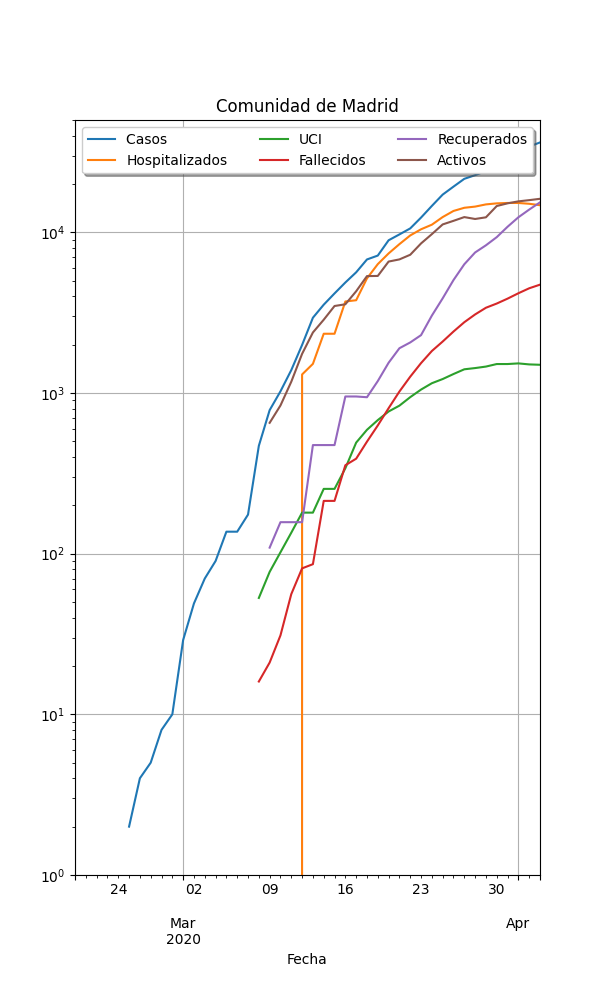 Comunidad de Madrid
Casos UCI Recuperados
Hospitalizados Fallecidos Activos
10⁴
10³
10²
10¹
10⁰
24 02 09 16 23 30
Mar Apr
2020
Fecha